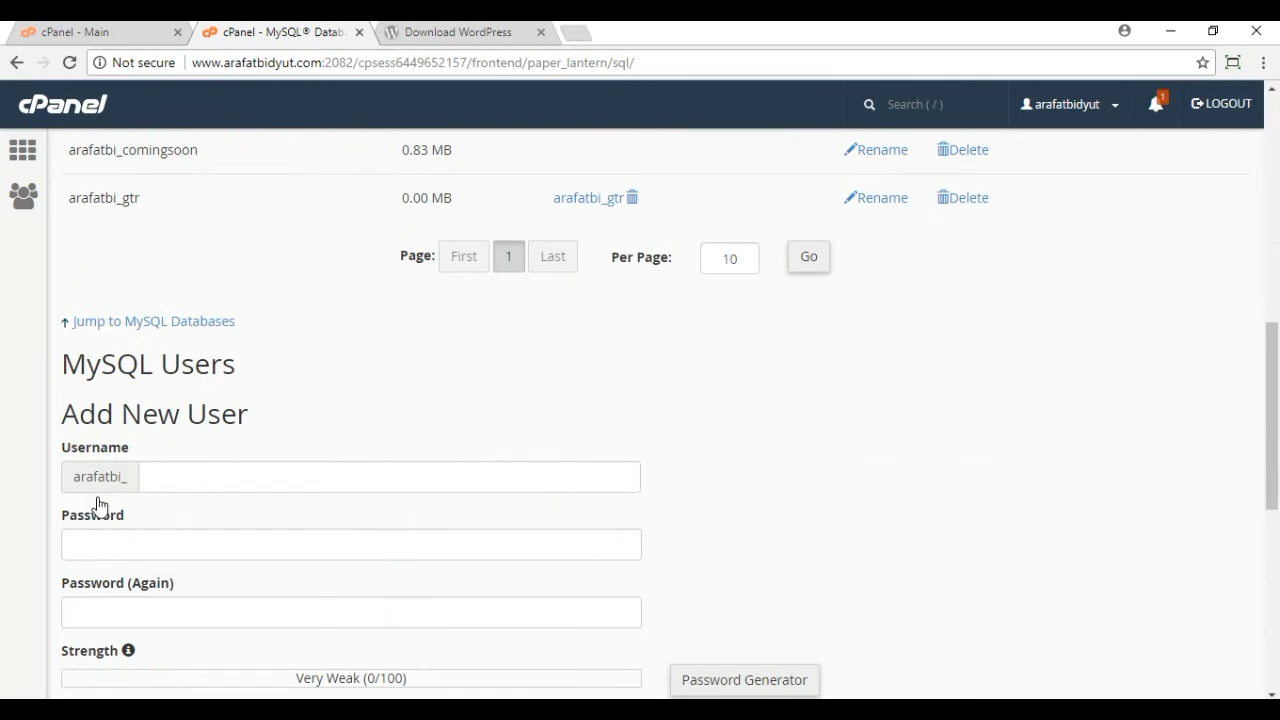 cPanel - Main
cPanel - MySQL® Datab
Download WordPress
Not secure
www.arafatbidyut.com:2082/cpsess6449652157/frontend/paper_lantern/sql/
cPanel
Search ( / )
arafatbidyut
1
LOGOUT
arafatbi_comingsoon 0.83 MB Rename Delete
arafatbi_gtr 0.00 MB arafatbi_gtr Rename Delete
Page: First 1 Last Per Page: 10 Go
Jump to MySQL Databases
MySQL Users
Add New User
Username
arafatbi_
Password
Password (Again)
Strength
Very Weak (0/100)
Password Generator